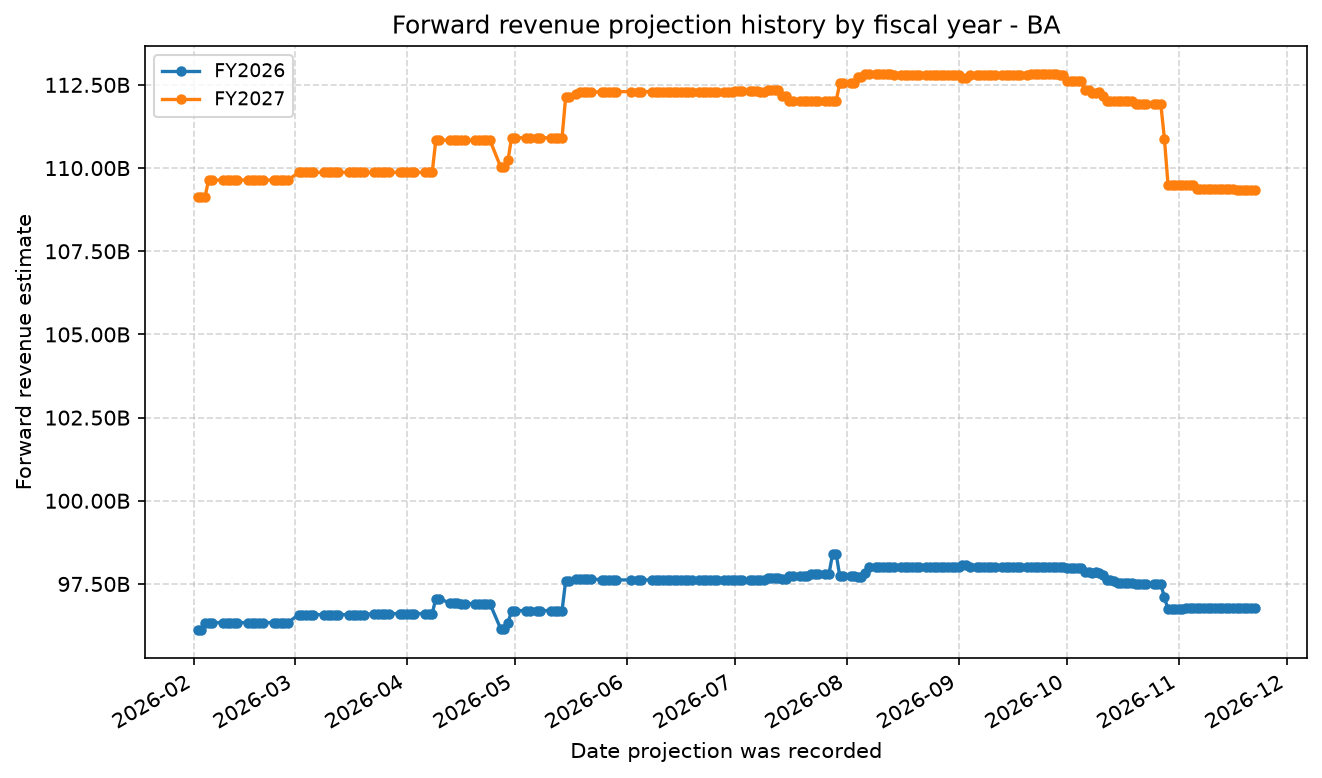 Forward revenue projection history by fiscal year - BA
FY2026
FY2027
Forward revenue estimate
112.50B
110.00B
107.50B
105.00B
102.50B
100.00B
97.50B
2026-02
2026-03
2026-04
2026-05
2026-06
2026-07
2026-08
2026-09
2026-10
2026-11
2026-12
Date projection was recorded